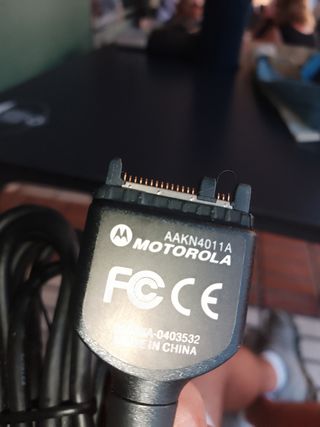 AAKN4011A
MOTOROLA
FC CE
A-0403532
MADE IN CHINA